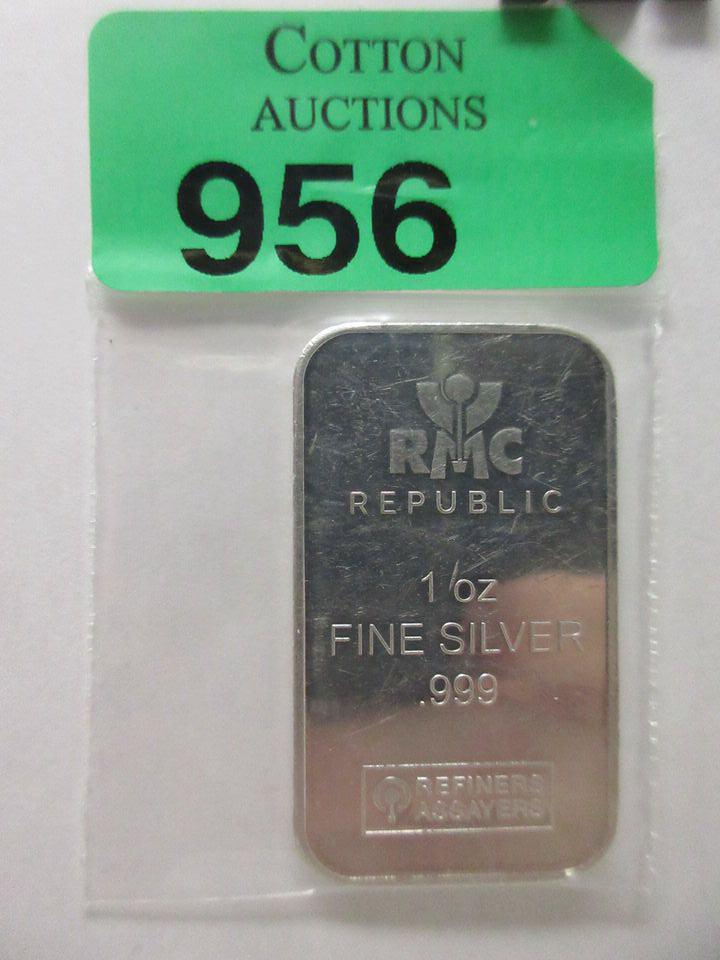 COTTON
AUCTIONS
956
RMC
REPUBLIC
1 oz
FINE SILVER
.999
REFINERS
ASSAYERS